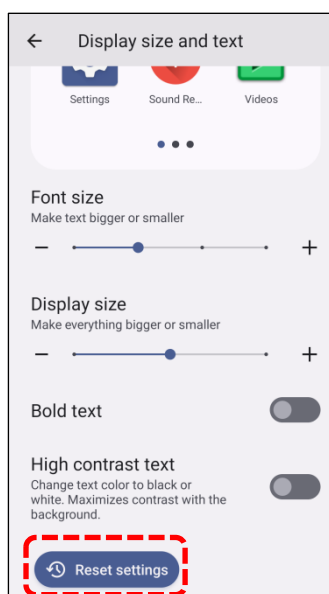 Display size and text
Settings Sound Re... Videos
Font size
Make text bigger or smaller
Display size
Make everything bigger or smaller
Bold text
High contrast text
Change text color to black or
white. Maximizes contrast with the
background.
Reset settings